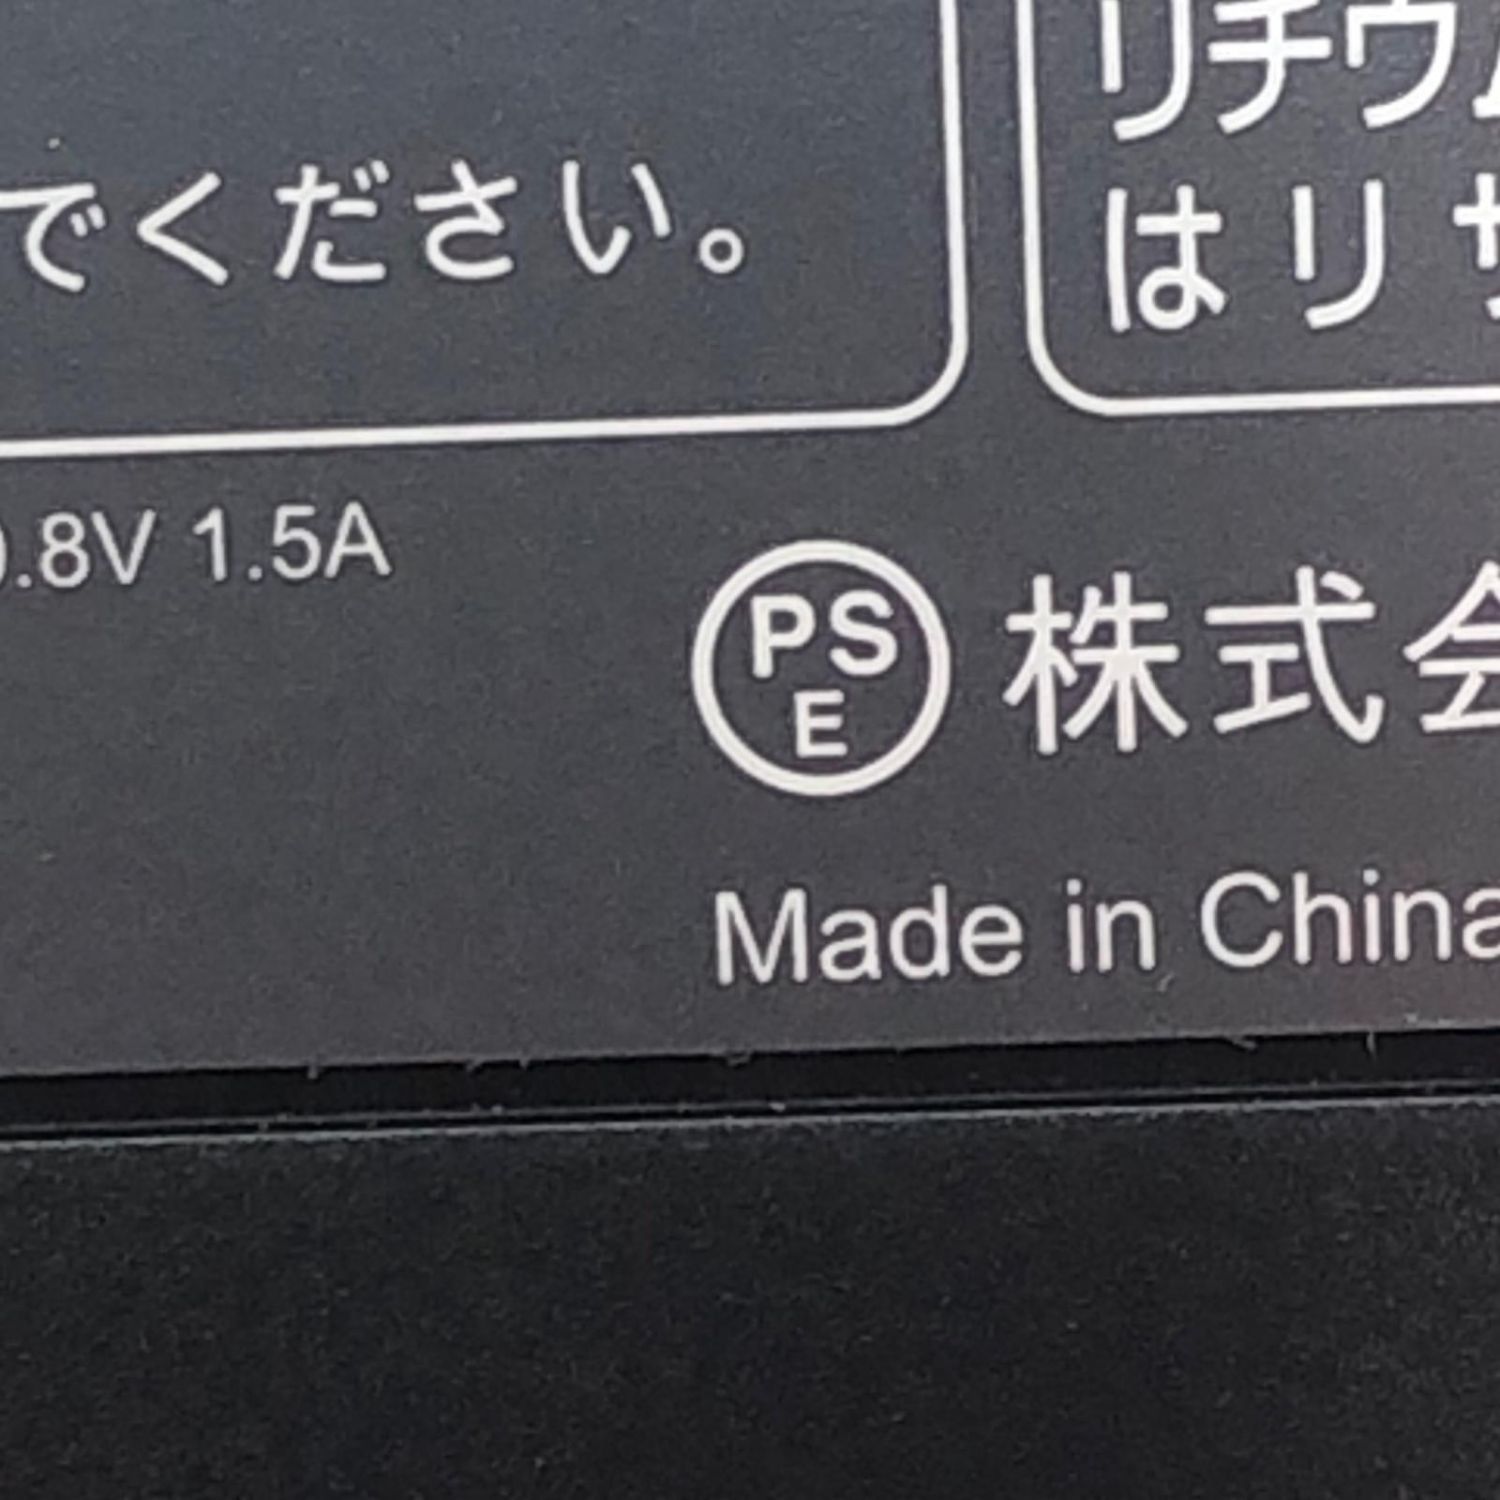 でください。
リチウ
はリサ
.8V 1.5A
PS
E
株式会
Made in China